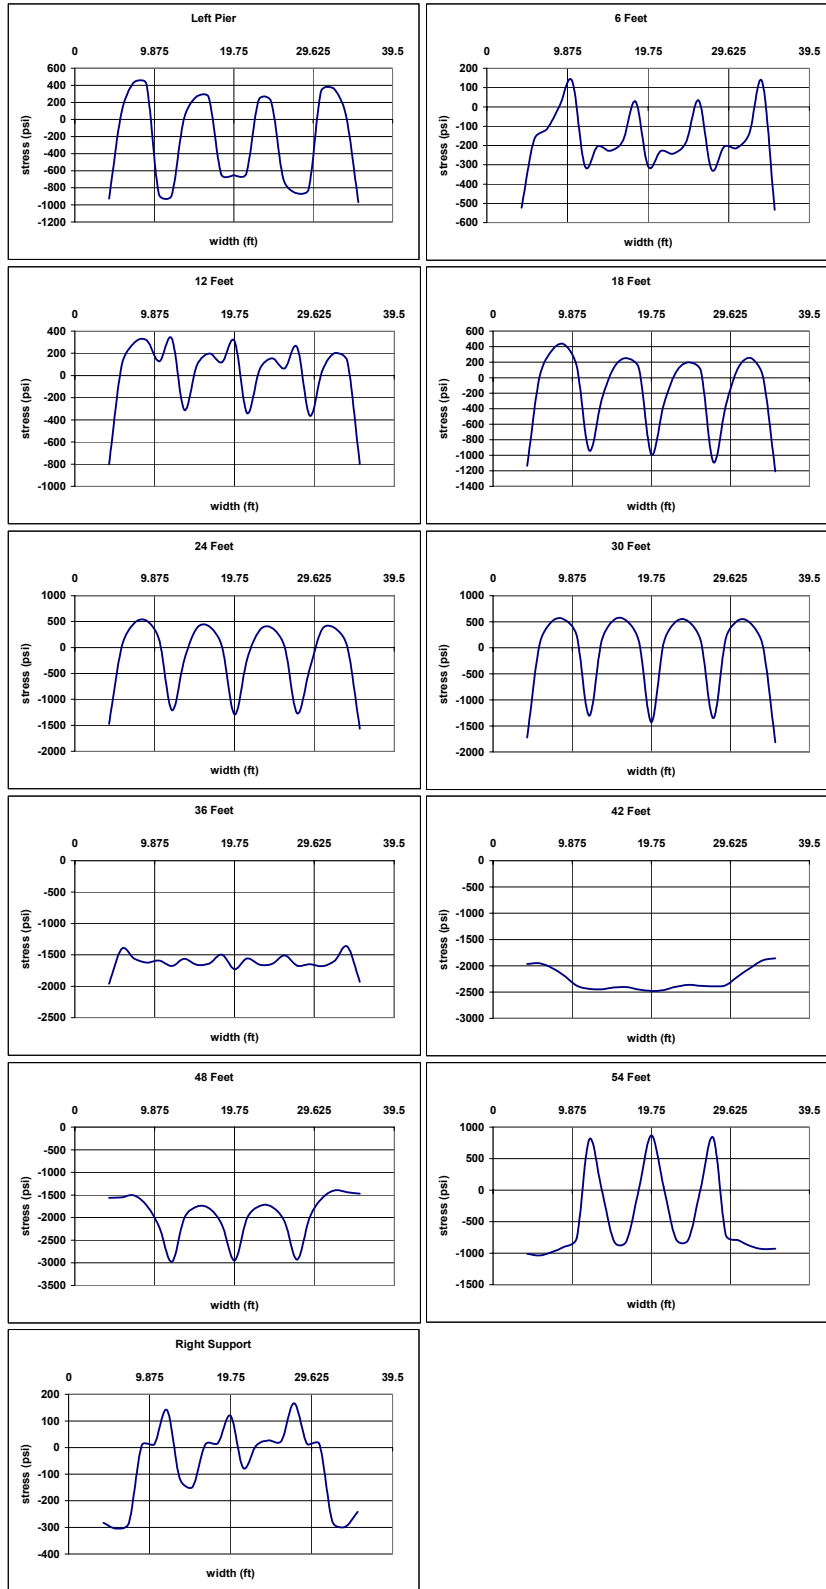 Left Pier
0 9.875 19.75 29.625 39.5
600
400
200
0
-200
-400
-600
-800
-1000
-1200
stress (psi)
width (ft)
6 Feet
0 9.875 19.75 29.625 39.5
200
100
0
-100
-200
-300
-400
-500
-600
stress (psi)
width (ft)
12 Feet
0 9.875 19.75 29.625 39.5
400
200
0
-200
-400
-600
-800
-1000
stress (psi)
width (ft)
18 Feet
0 9.875 19.75 29.625 39.5
600
400
200
0
-200
-400
-600
-800
-1000
-1200
-1400
stress (psi)
width (ft)
24 Feet
0 9.875 19.75 29.625 39.5
1000
500
0
-500
-1000
-1500
-2000
stress (psi)
width (ft)
30 Feet
0 9.875 19.75 29.625 39.5
1000
500
0
-500
-1000
-1500
-2000
stress (psi)
width (ft)
36 Feet
0 9.875 19.75 29.625 39.5
0
-500
-1000
-1500
-2000
-2500
stress (psi)
width (ft)
42 Feet
0 9.875 19.75 29.625 39.5
0
-500
-1000
-1500
-2000
-2500
-3000
stress (psi)
width (ft)
48 Feet
0 9.875 19.75 29.625 39.5
0
-500
-1000
-1500
-2000
-2500
-3000
-3500
stress (psi)
width (ft)
54 Feet
0 9.875 19.75 29.625 39.5
1000
500
0
-500
-1000
-1500
stress (psi)
width (ft)
Right Support
0 9.875 19.75 29.625 39.5
200
100
0
-100
-200
-300
-400
stress (psi)
width (ft)